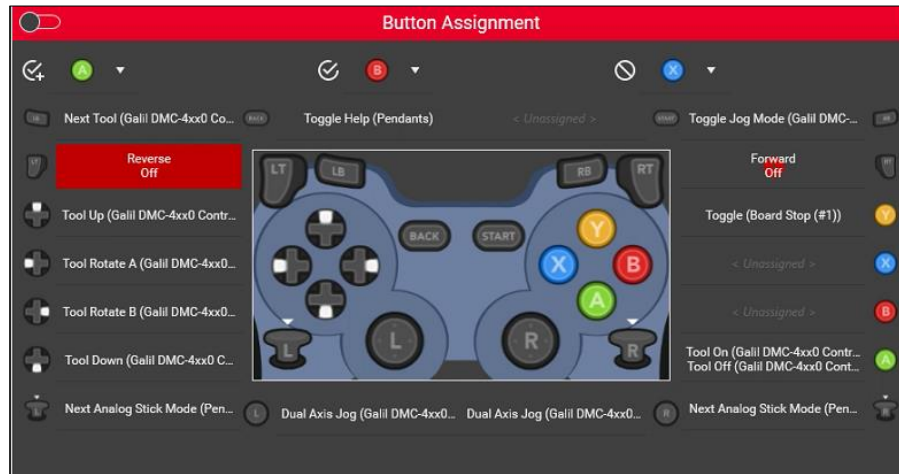 Button Assignment
A B X
LB Next Tool (Galil DMC-4xx0 Co... BACK Toggle Help (Pendants) < Unassigned > START Toggle Jog Mode (Galil DMC-... RB
LT Reverse Forward RT
Off Off
Tool Up (Galil DMC-4xx0 Contr... Toggle (Board Stop (#1)) Y
Tool Rotate A (Galil DMC-4xx0... < Unassigned > X
Tool Rotate B (Galil DMC-4xx0... < Unassigned > B
Tool Down (Galil DMC-4xx0 C... Tool On (Galil DMC-4xx0 Contr... A
Tool Off (Galil DMC-4xx0 Cont...
LT LB RB RT
BACK START
Y
X B
A
L L R R
L Next Analog Stick Mode (Pen... L Dual Axis Jog (Galil DMC-4xx0... Dual Axis Jog (Galil DMC-4xx0... R Next Analog Stick Mode (Pen... R